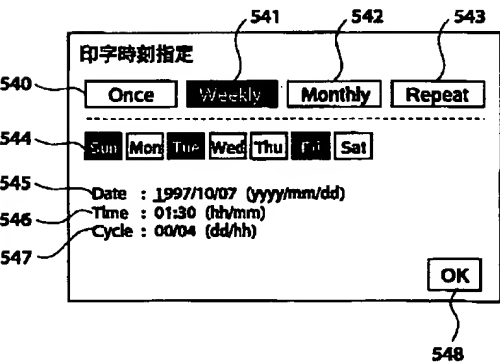 541 542 543
印字時刻指定
540 Once Weekly Monthly Repeat
544 Sun Mon Tue Wed Thu Fri Sat
545 Date : 1997/10/07 (yyyy/mm/dd)
546 Time : 01:30 (hh/mm)
547 Cycle : 00/04 (dd/hh)
OK
548